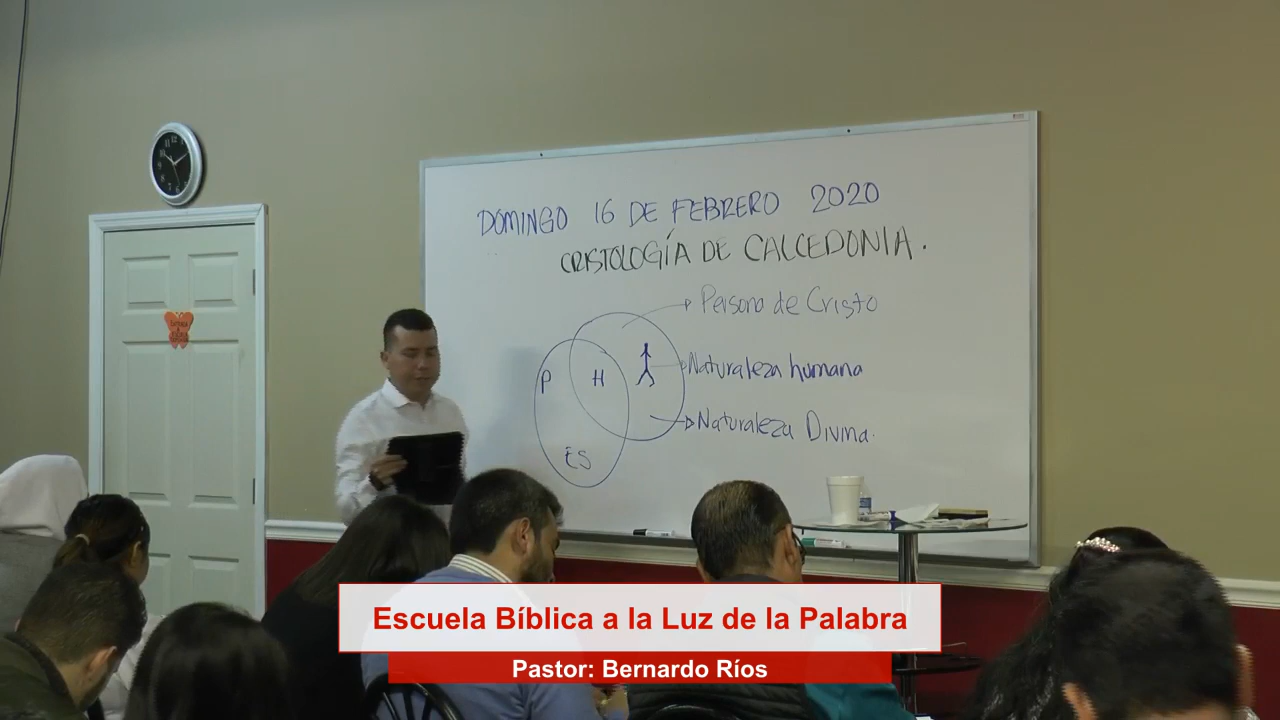 DOMINGO 16 DE FEBRERO 2020
CRISTOLOGÍA DE CALCEDONIA.
Persona de Cristo
P H Naturaleza humana
Naturaleza Divina.
ES
Escuela Bíblica a la Luz de la Palabra
Pastor: Bernardo Ríos